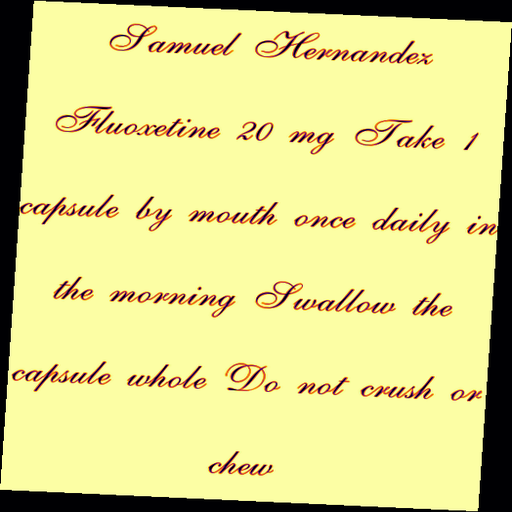 Samuel Hernandez
Fluoxetine 20 mg Take 1
capsule by mouth once daily in
the morning Swallow the
capsule whole Do not crush or
chew